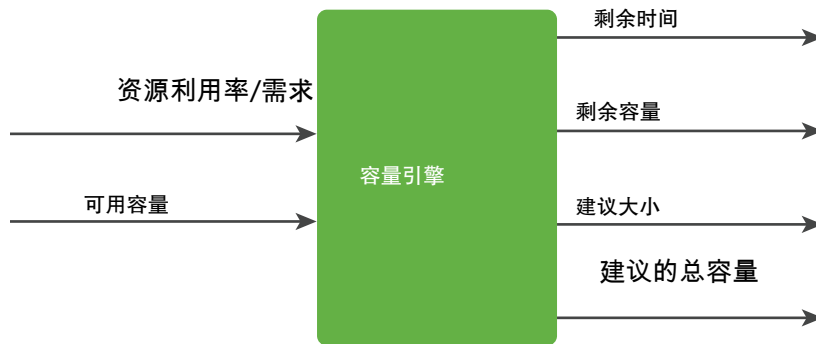 剩余时间
资源利用率/需求
剩余容量
容量引擎
可用容量
建议大小
建议的总容量